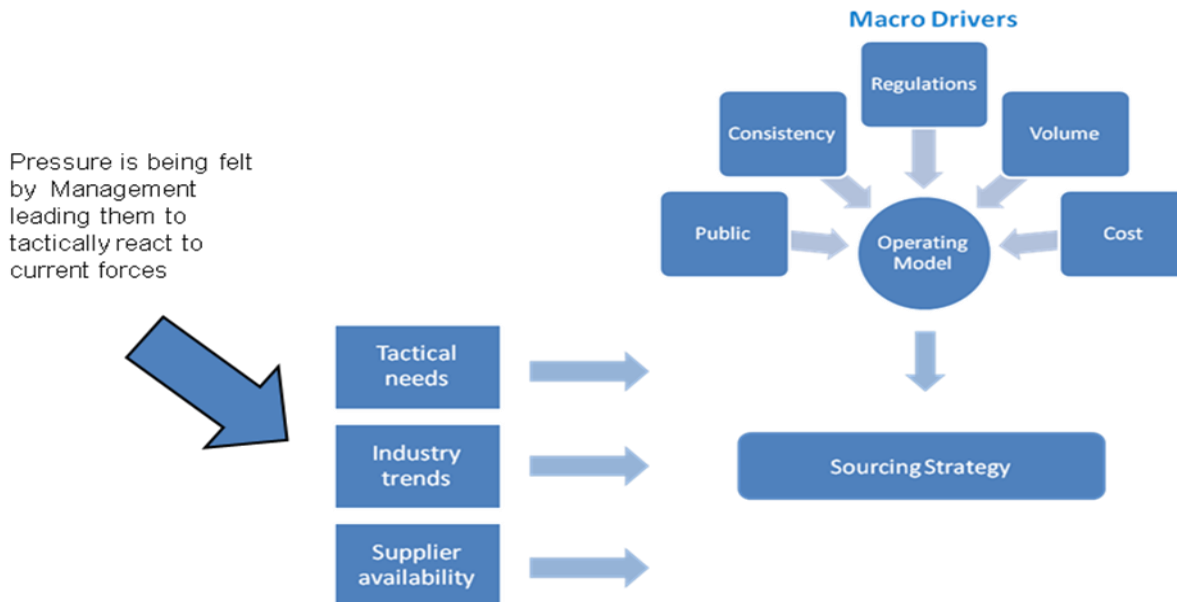 Macro Drivers
Regulations
Consistency
Volume
Public
Operating
Model
Cost
Pressure is being felt
by Management
leading them to
tactically react to
current forces
Tactical
needs
Industry
trends
Supplier
availability
Sourcing Strategy